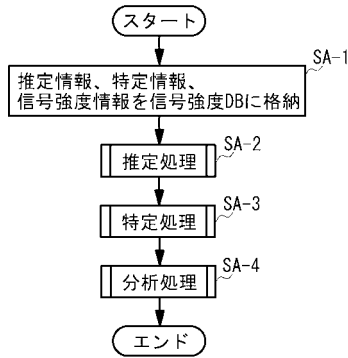 スタート
SA-1
推定情報、特定情報、
信号強度情報を信号強度DBに格納
SA-2
推定処理
SA-3
特定処理
SA-4
分析処理
エンド